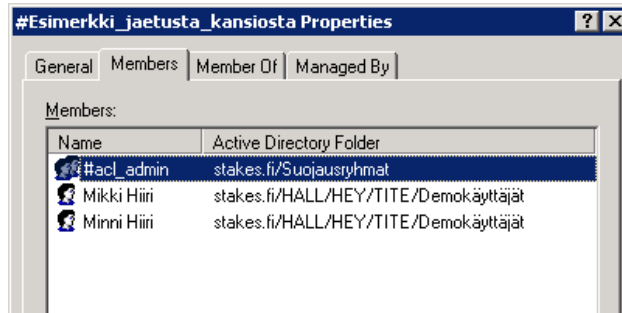 #Esimerkki_jaetusta_kansiosta Properties
General Members Member Of Managed By
Members:
Name Active Directory Folder
#acl_admin stakes.fi/Suojausryhmat
Mikki Hiiri stakes.fi/HALL/HEY/TITE/Demokäyttäjät
Minni Hiiri stakes.fi/HALL/HEY/TITE/Demokäyttäjät